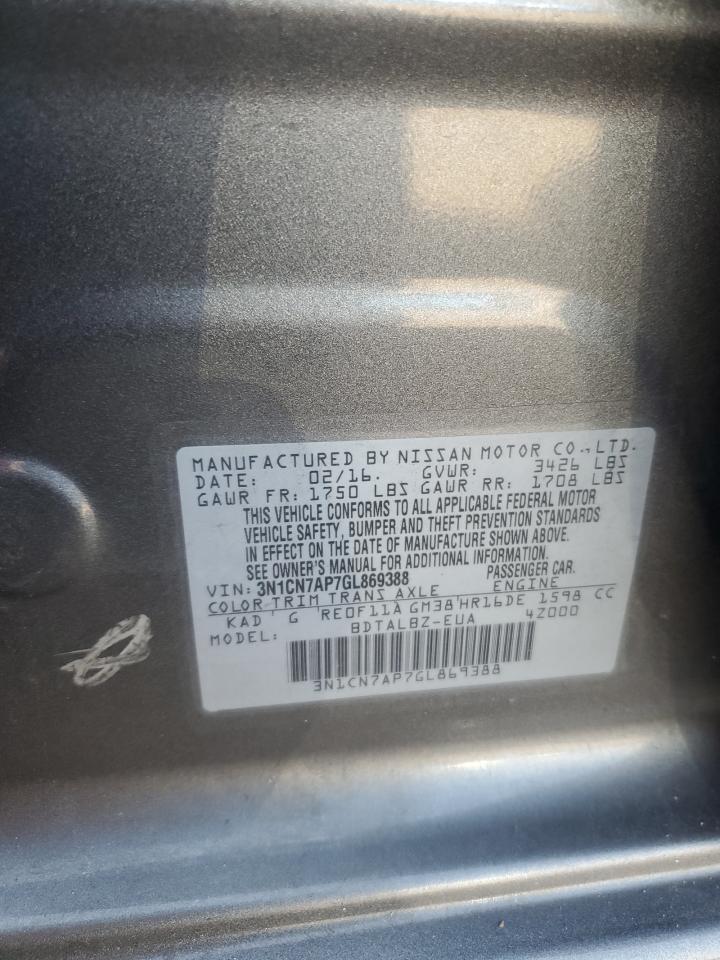 MANUFACTURED BY NISSAN MOTOR CO., LTD.
DATE: 02/16. GVWR: 3426 LBS
GAWR FR: 1750 LBS GAWR RR: 1708 LBS
THIS VEHICLE CONFORMS TO ALL APPLICABLE FEDERAL MOTOR
VEHICLE SAFETY, BUMPER AND THEFT PREVENTION STANDARDS
IN EFFECT ON THE DATE OF MANUFACTURE SHOWN ABOVE.
SEE OWNER'S MANUAL FOR ADDITIONAL INFORMATION.
VIN: 3N1CN7AP7GL869388 PASSENGER CAR.
COLOR TRIM TRANS AXLE ENGINE
KAD G RE0F11A GM38 HR16DE 1598 CC
MODEL: BDTALBZ-EUA 4Z000
3N1CN7AP7GL869388